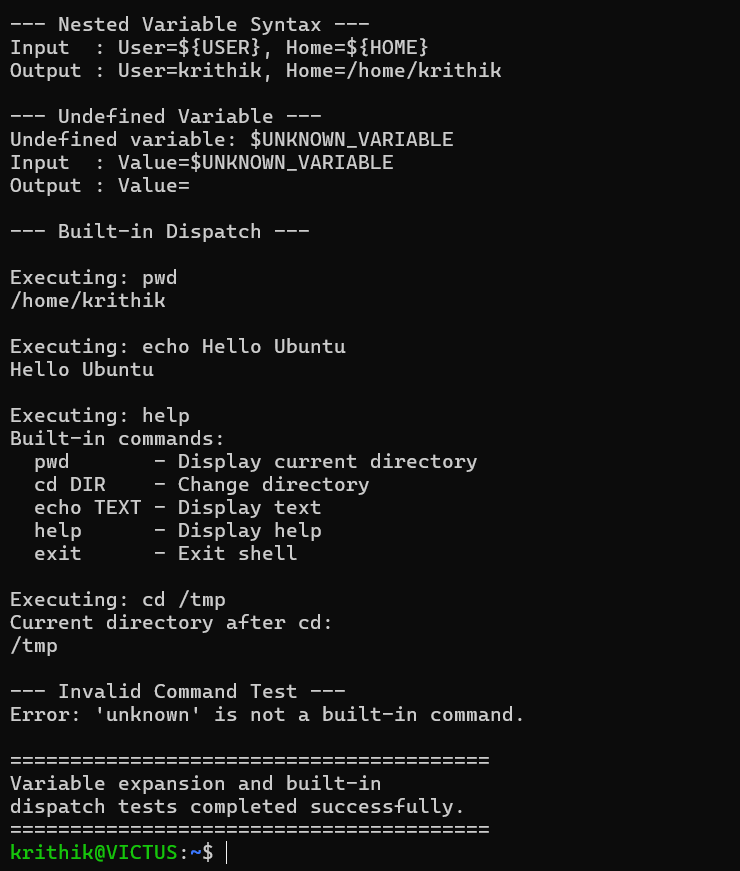 --- Nested Variable Syntax ---
Input  : User=${USER}, Home=${HOME}
Output : User=krithik, Home=/home/krithik
--- Undefined Variable ---
Undefined variable: $UNKNOWN_VARIABLE
Input  : Value=$UNKNOWN_VARIABLE
Output : Value=
--- Built-in Dispatch ---
Executing: pwd
/home/krithik
Executing: echo Hello Ubuntu
Hello Ubuntu
Executing: help
Built-in commands:
  pwd       - Display current directory
  cd DIR    - Change directory
  echo TEXT - Display text
  help      - Display help
  exit      - Exit shell
Executing: cd /tmp
Current directory after cd:
/tmp
--- Invalid Command Test ---
Error: 'unknown' is not a built-in command.
========================================
Variable expansion and built-in
dispatch tests completed successfully.
========================================
krithik@VICTUS:~$